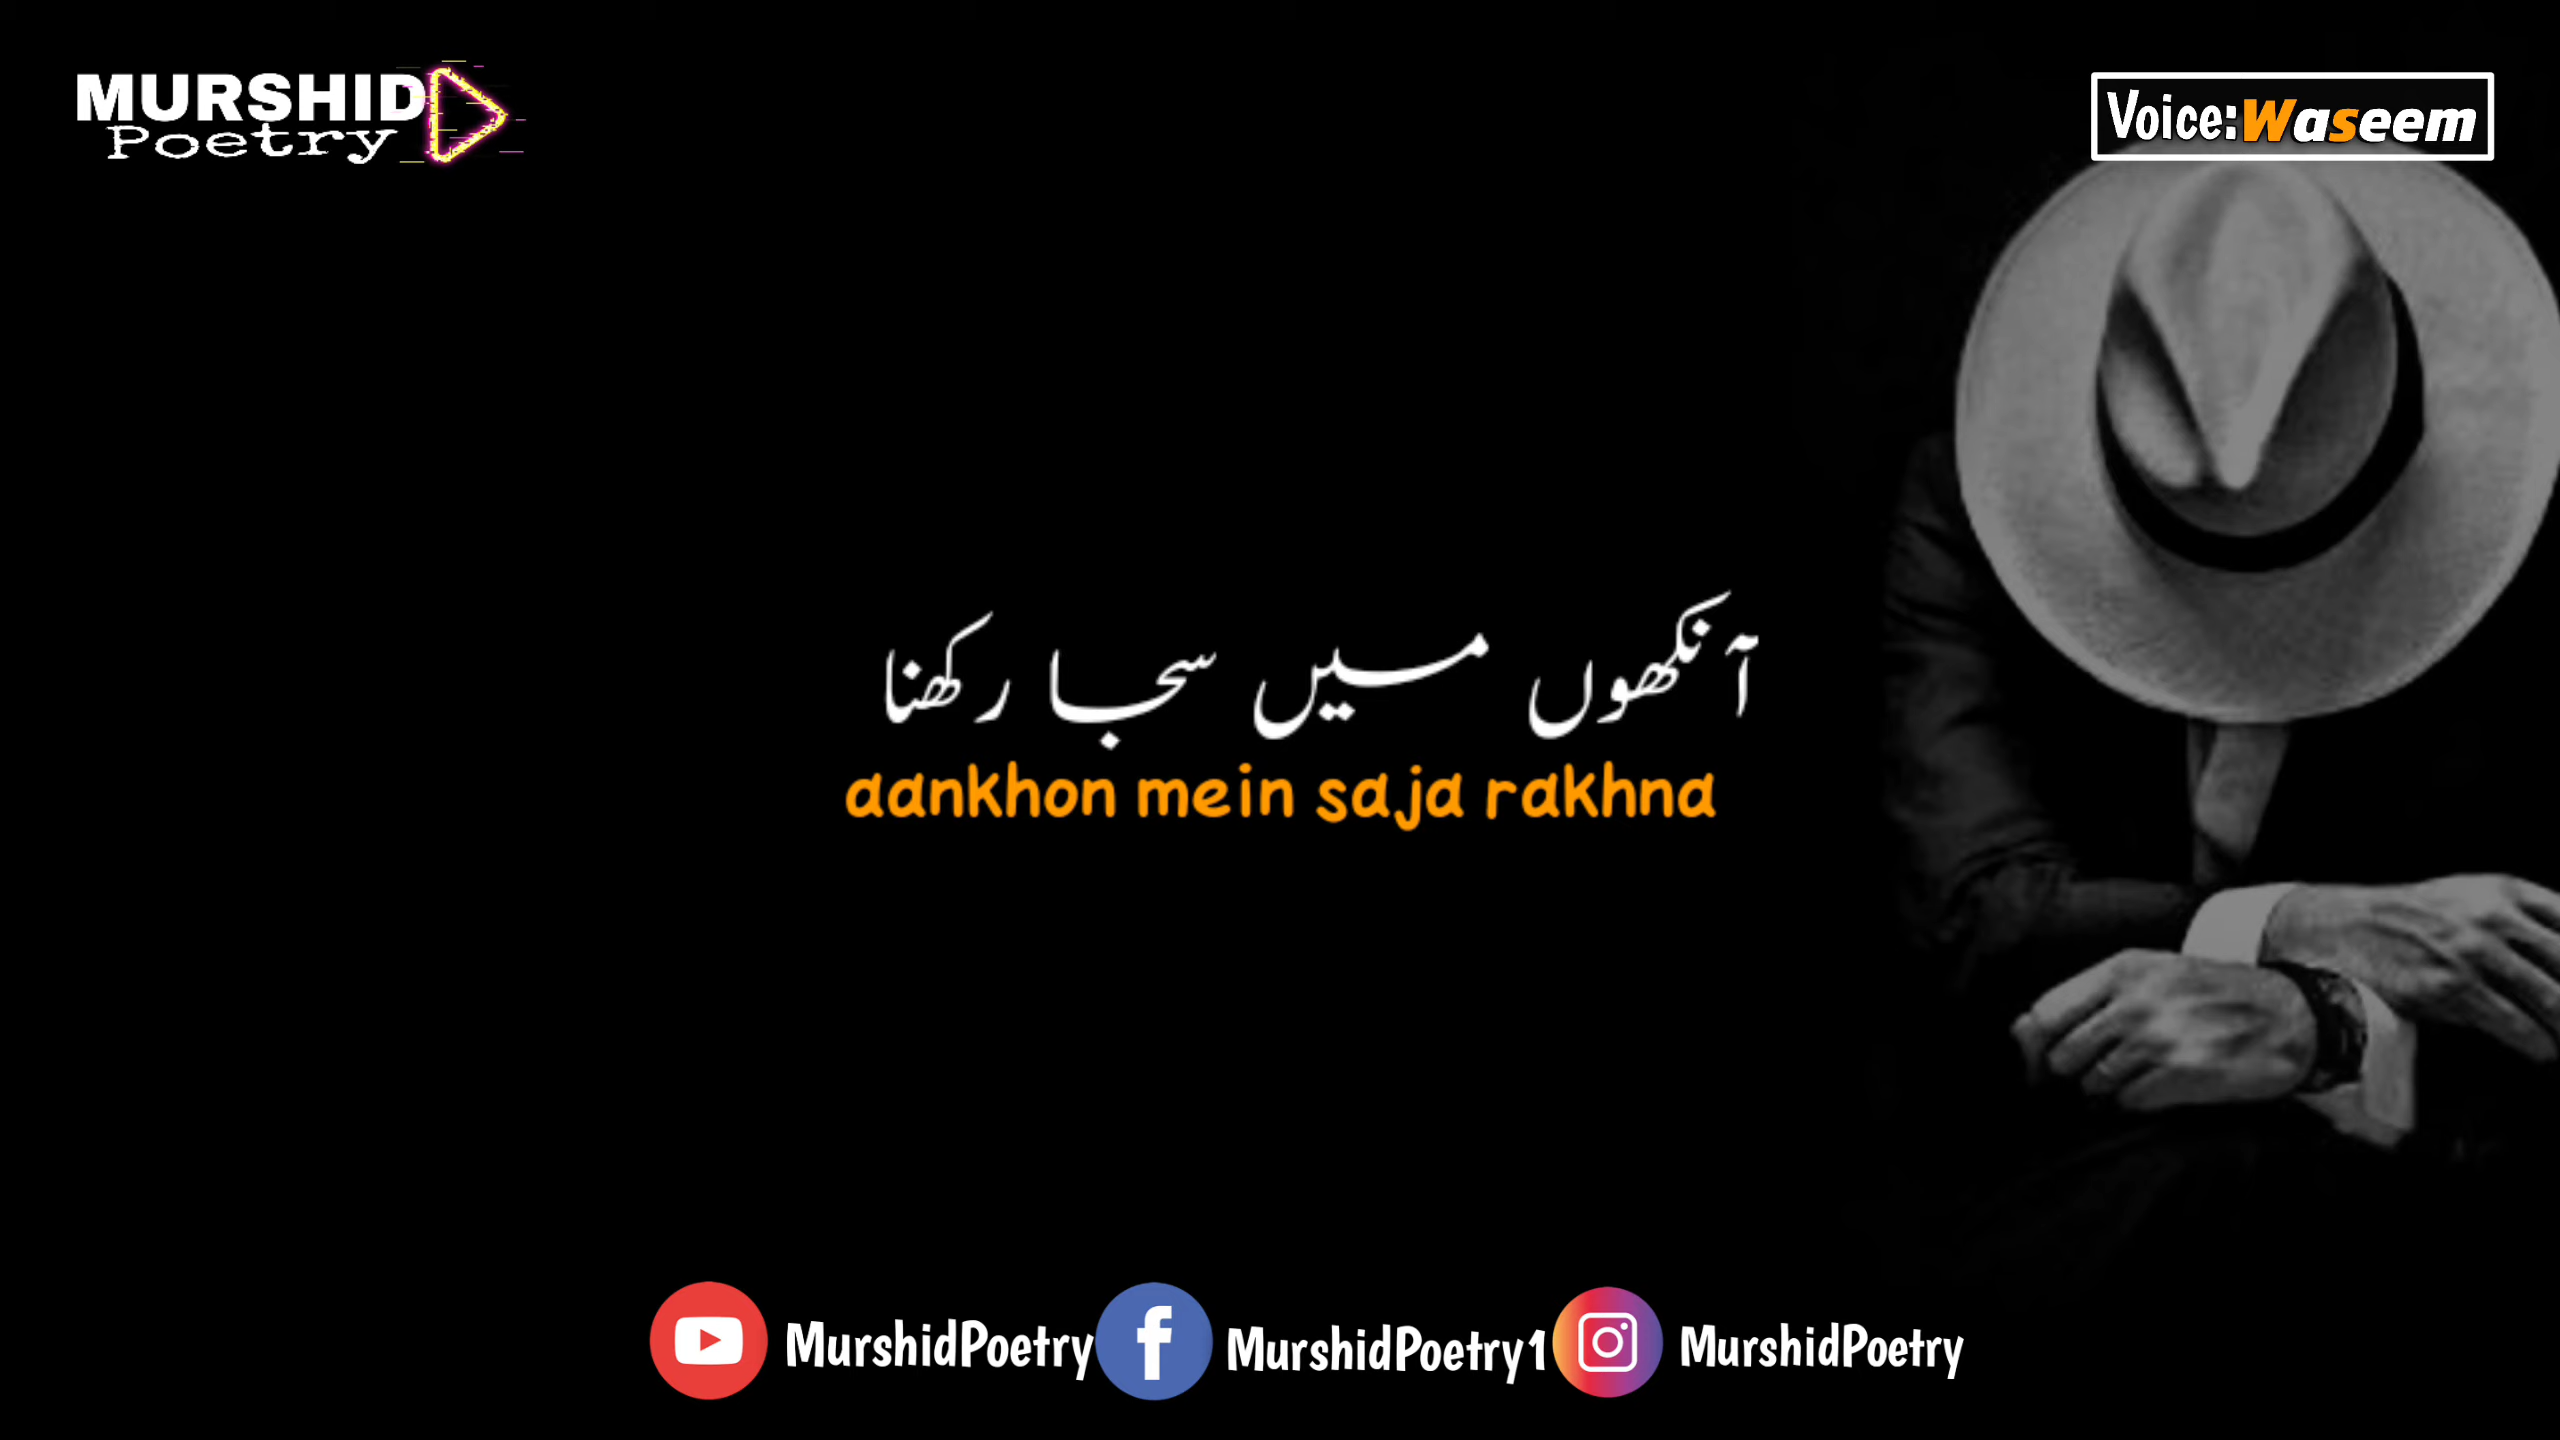 MURSHID
Poetry
Voice:Waseem
آنکھوں میں سجا رکھنا
aankhon mein saja rakhna
MurshidPoetry
MurshidPoetry1
MurshidPoetry